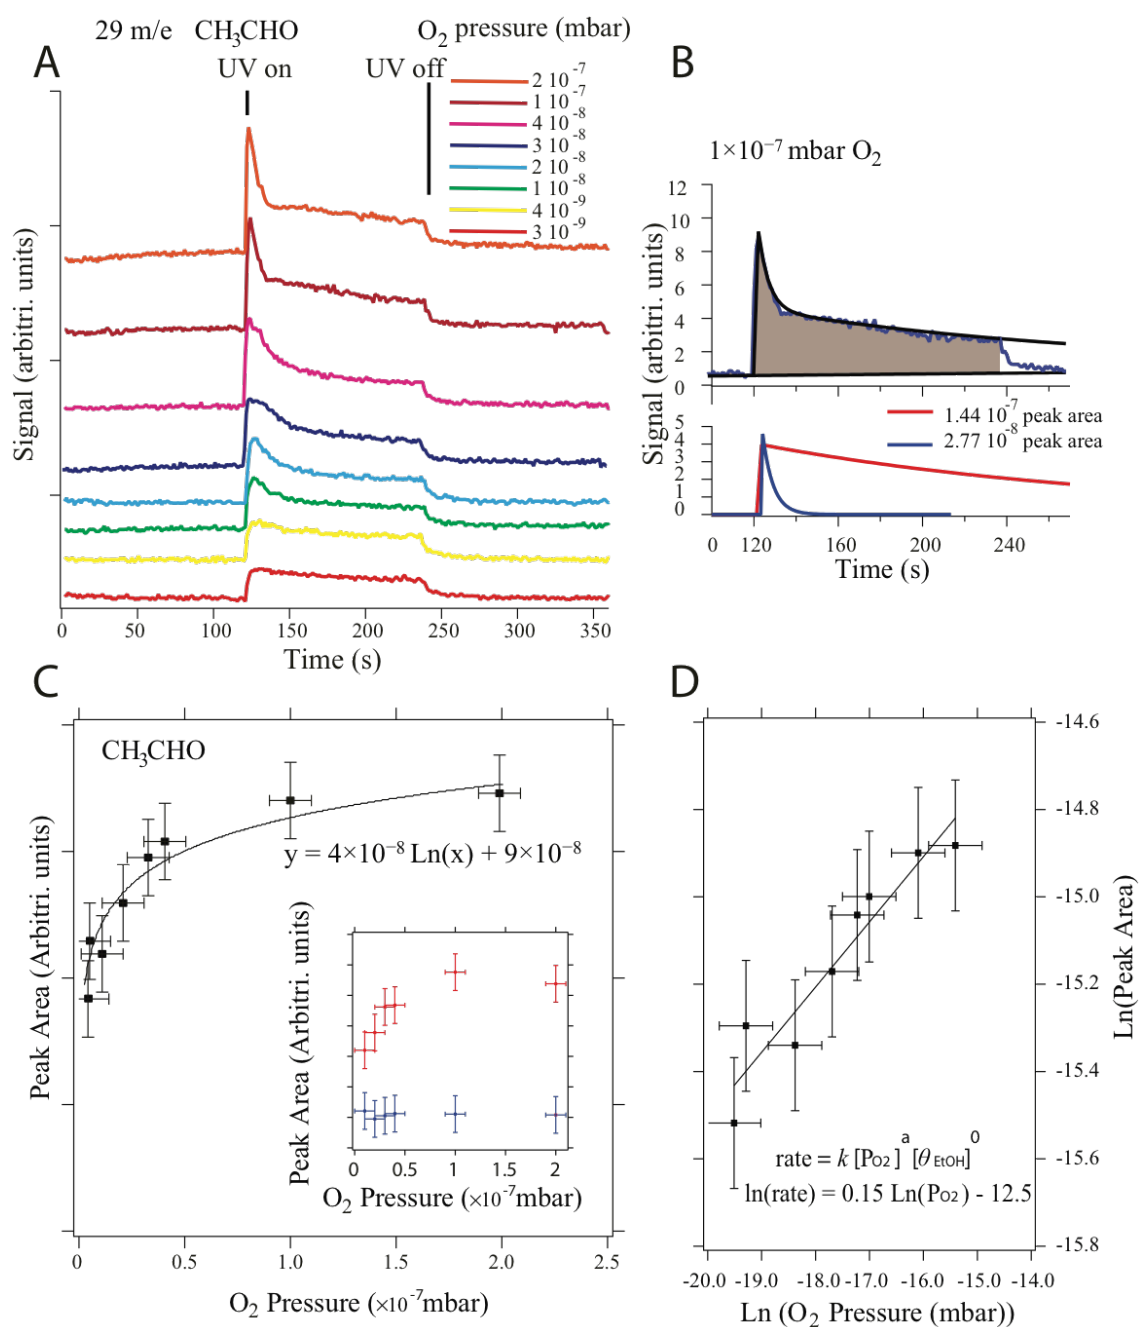 29 m/e CH3CHO O2 pressure (mbar)
A
UV on UV off
2 10-7
1 10-7
4 10-8
3 10-8
2 10-8
1 10-8
4 10-9
3 10-9
Signal (arbitri. units)
0 50 100 150 200 250 300 350
Time (s)
B
1×10−7 mbar O2
12
10
8
6
4
2
0
Signal (arbitri. units)
1.44 10-7 peak area
2.77 10-8 peak area
5
4
3
2
1
0
0 120 160 200 240
Time (s)
C
CH3CHO
y = 4×10−8 Ln(x) + 9×10−8
Peak Area (Arbitri. units)
Peak Area (Arbitri. units)
0 0.5 1 1.5 2
O2 Pressure (×10-7mbar)
0 0.5 1.0 1.5 2.0 2.5
O2 Pressure (×10-7mbar)
D
-14.6
-14.8
-15.0
-15.2
-15.4
-15.6
-15.8
Ln(Peak Area)
rate = k [PO2]a [θEtOH]0
ln(rate) = 0.15 Ln(PO2) - 12.5
-20.0 -19.0 -18.0 -17.0 -16.0 -15.0 -14.0
Ln (O2 Pressure (mbar))